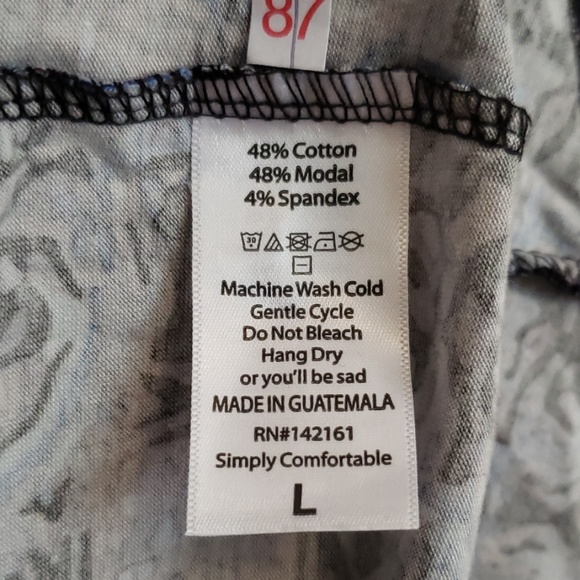 87
48% Cotton
48% Modal
4% Spandex
30
Machine Wash Cold
Gentle Cycle
Do Not Bleach
Hang Dry
or you'll be sad
MADE IN GUATEMALA
RN#142161
Simply Comfortable
L